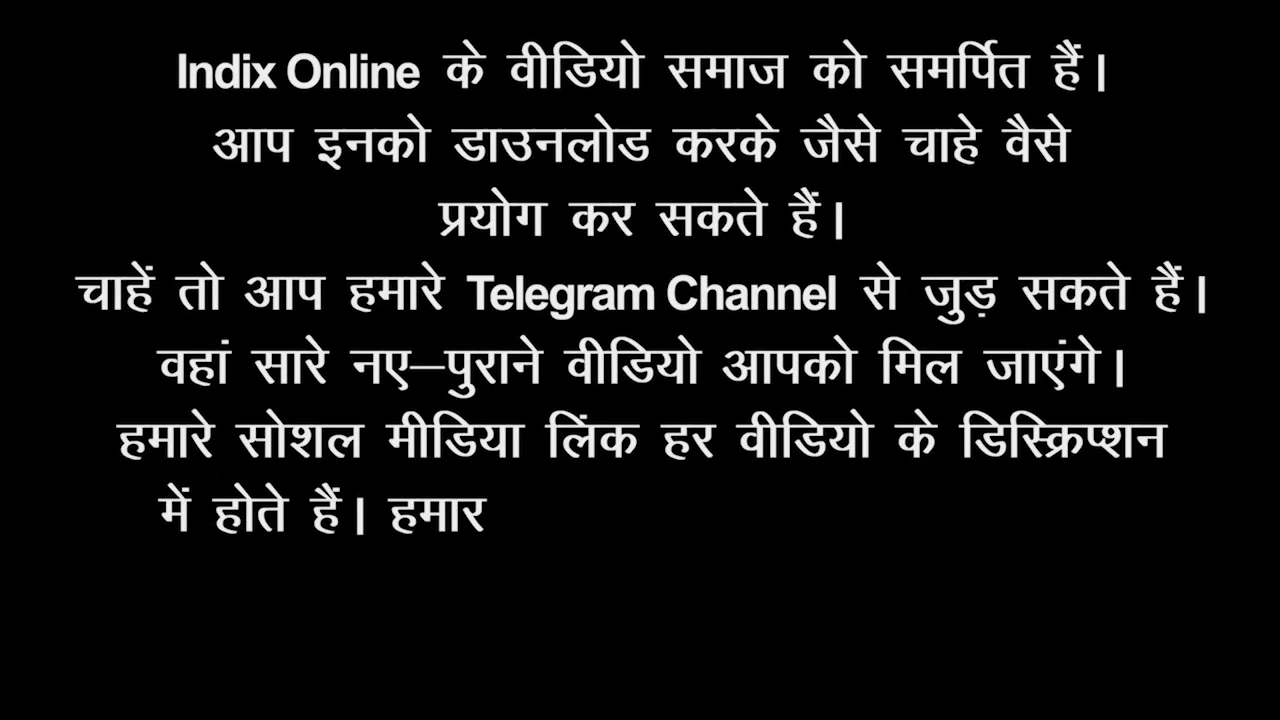 Indix Online के वीडियो समाज को समर्पित हैं।
आप इनको डाउनलोड करके जैसे चाहे वैसे
प्रयोग कर सकते हैं।
चाहें तो आप हमारे Telegram Channel से जुड़ सकते हैं।
वहां सारे नए–पुराने वीडियो आपको मिल जाएंगे।
हमारे सोशल मीडिया लिंक हर वीडियो के डिस्क्रिप्शन
में होते हैं। हमार